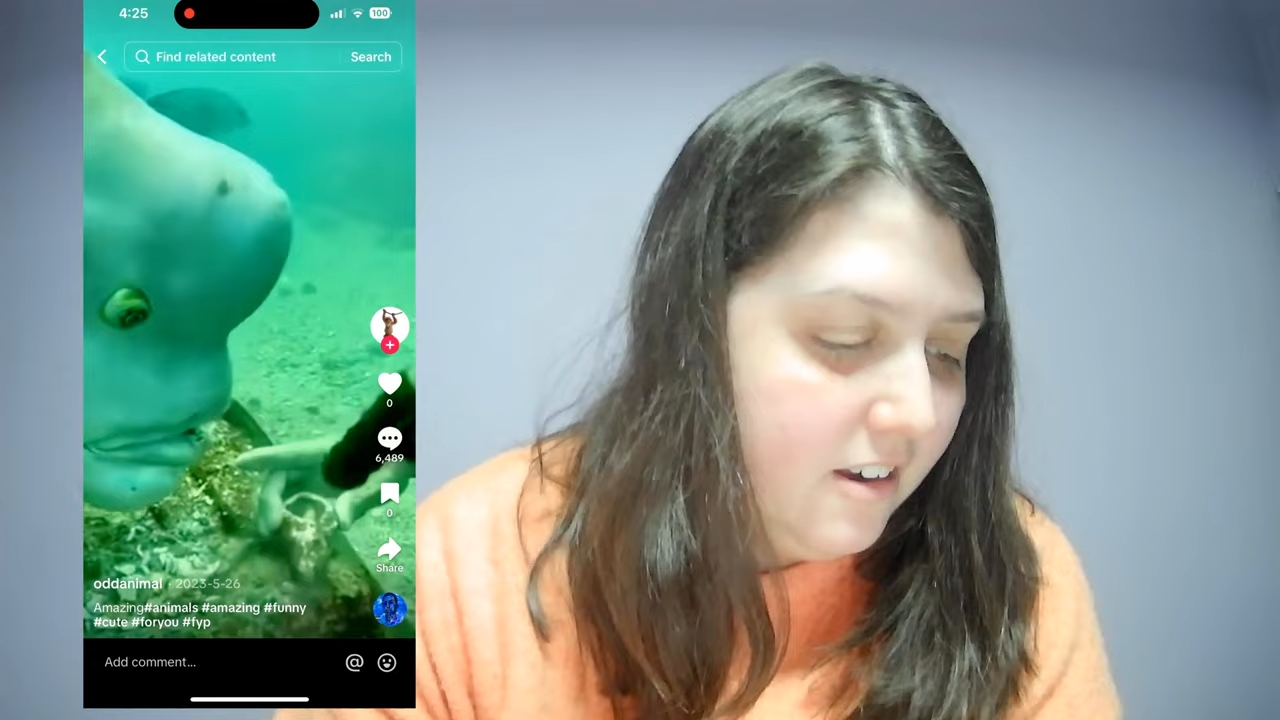 4:25
100
Find related content
Search
0
6,489
0
Share
oddanimal · 2023-5-26
Amazing#animals #amazing #funny
#cute #foryou #fyp
Add comment...